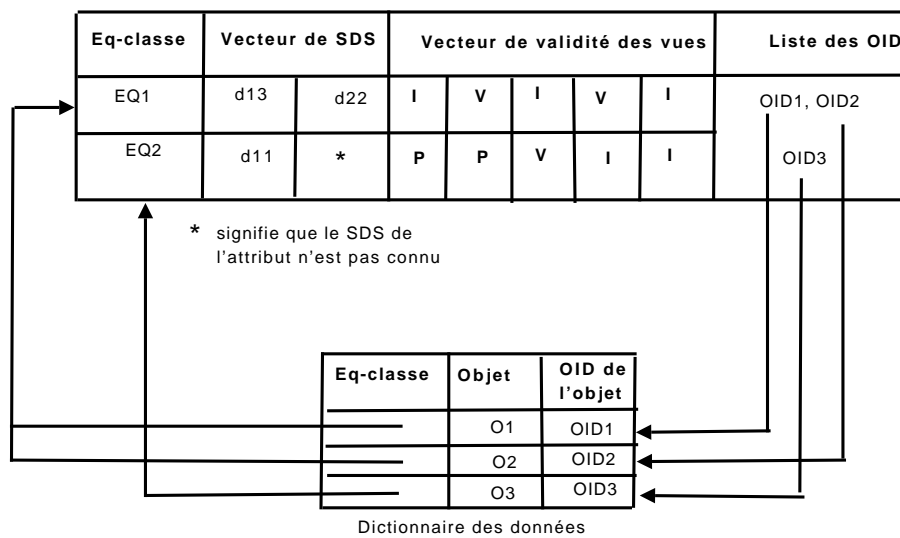 Eq-classe Vecteur de SDS Vecteur de validité des vues Liste des OID
EQ1 d13 d22 I V I V I OID1, OID2
EQ2 d11 * P P V I I OID3
* signifie que le SDS de
l'attribut n'est pas connu
Eq-classe Objet OID de
l'objet
O1 OID1
O2 OID2
O3 OID3
Dictionnaire des données